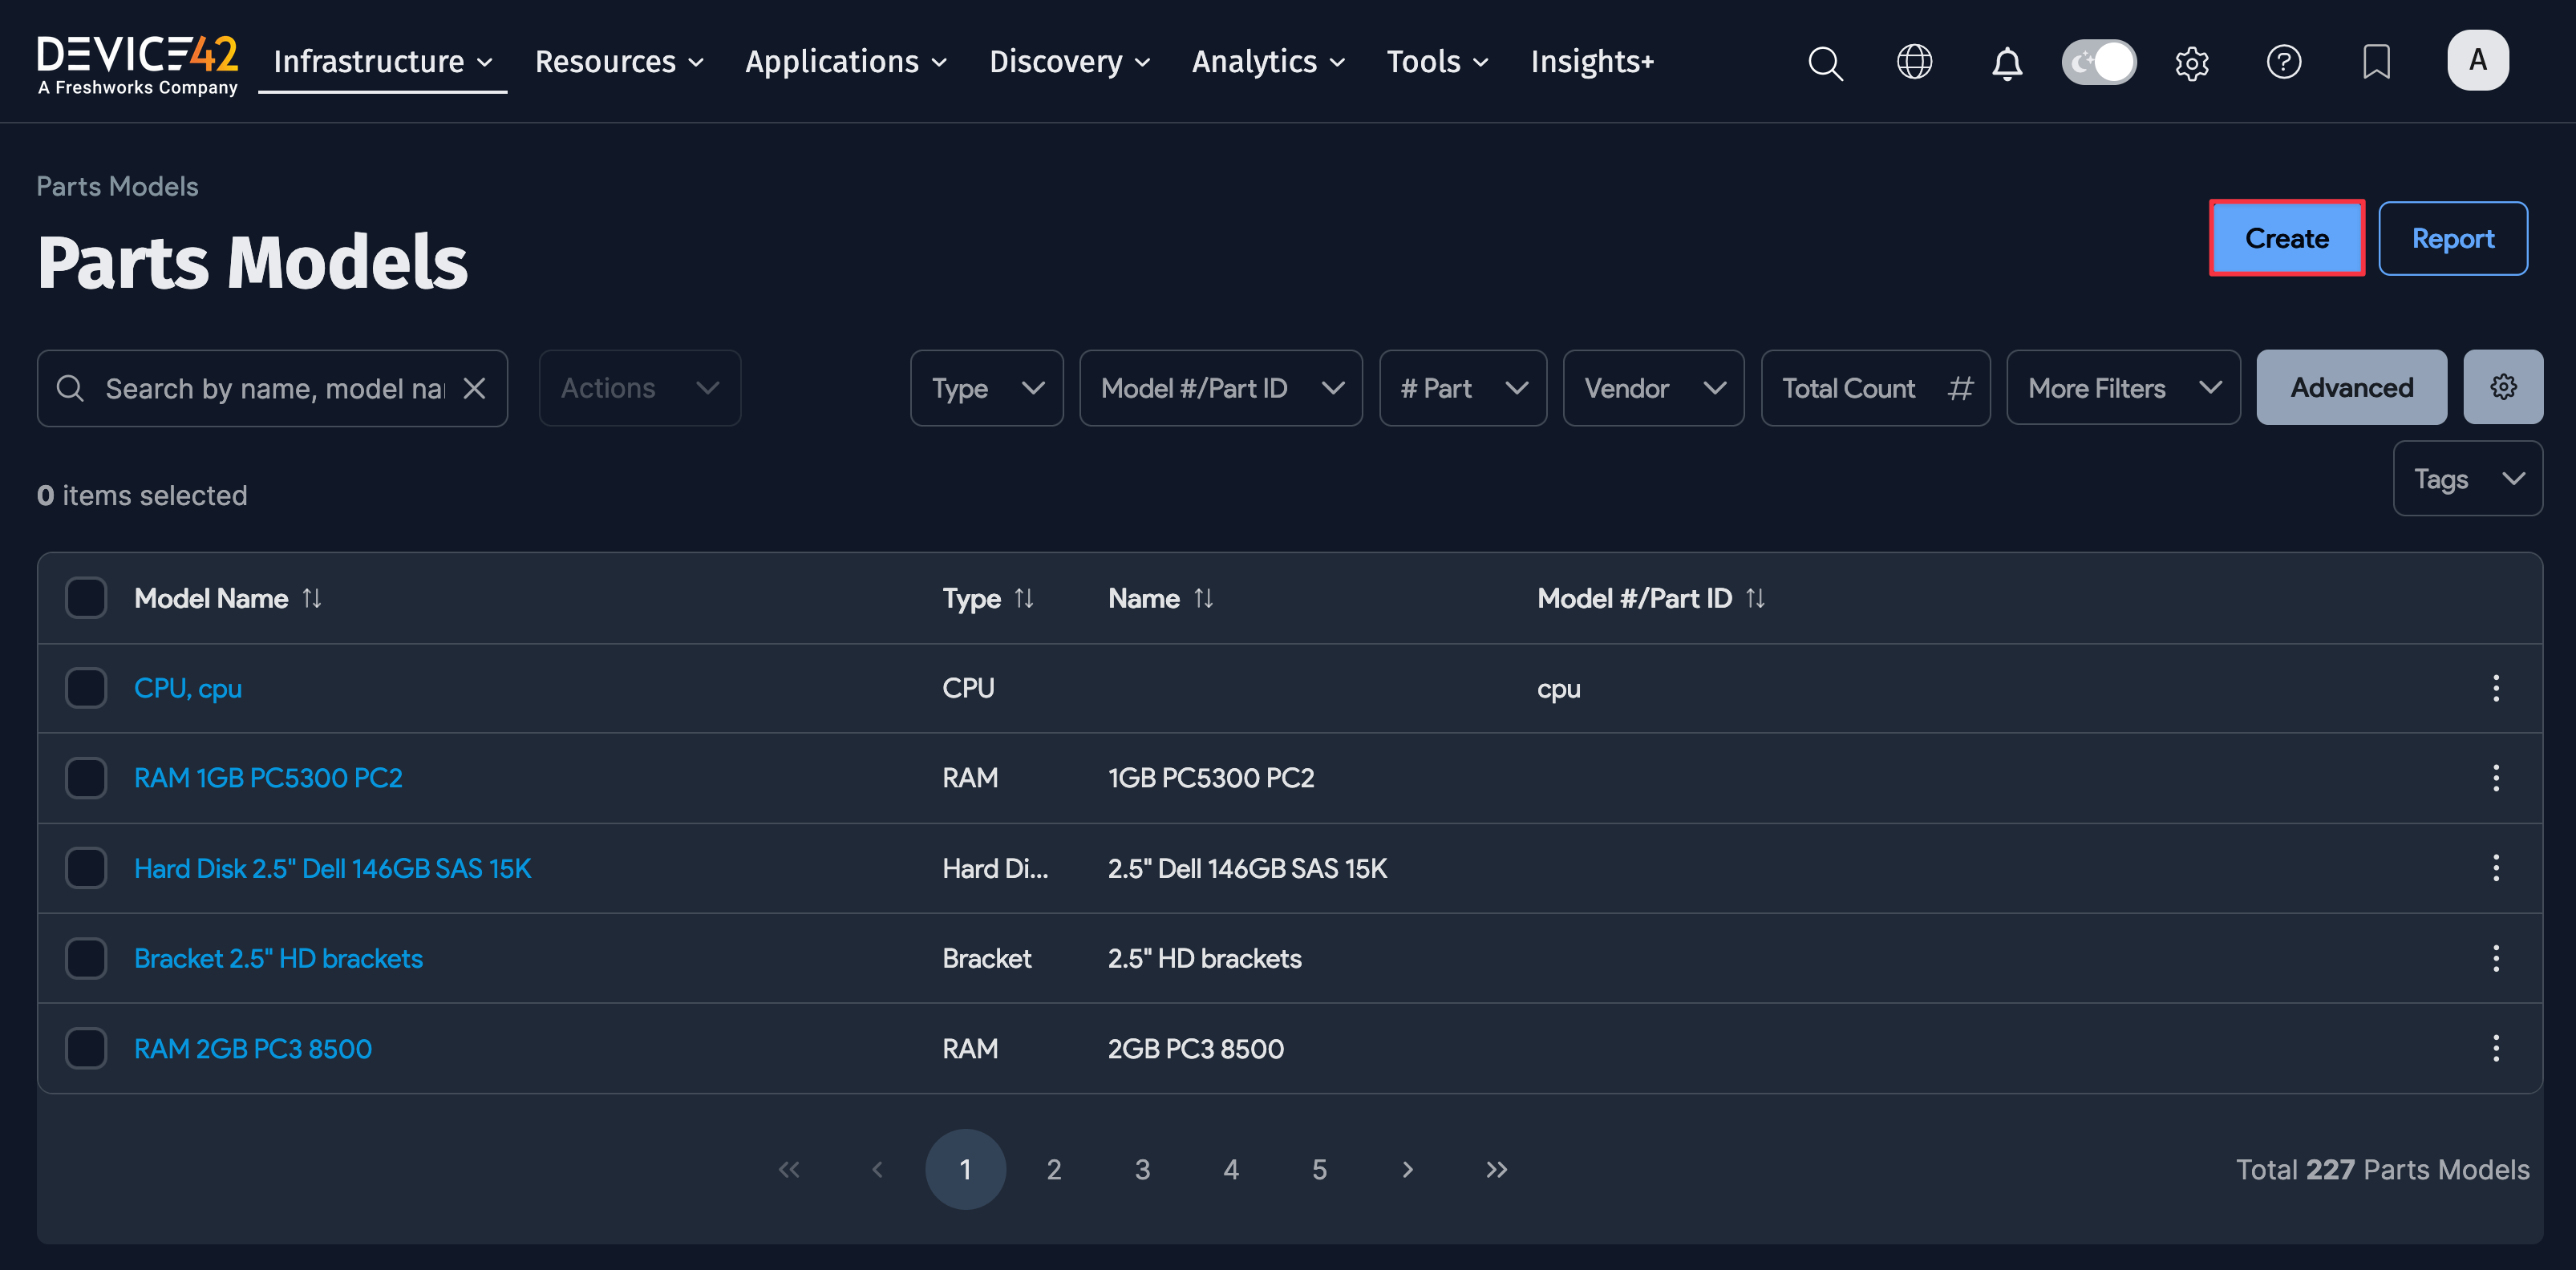 DEVICE42
A Freshworks Company
Infrastructure Resources Applications Discovery Analytics Tools Insights+
A
Parts Models
Parts Models
Create Report
Search by name, model nar Actions Type Model #/Part ID # Part Vendor Total Count # More Filters Advanced
Tags
0 items selected
Model Name Type Name Model #/Part ID
CPU, cpu CPU cpu
RAM 1GB PC5300 PC2 RAM 1GB PC5300 PC2
Hard Disk 2.5" Dell 146GB SAS 15K Hard Di... 2.5" Dell 146GB SAS 15K
Bracket 2.5" HD brackets Bracket 2.5" HD brackets
RAM 2GB PC3 8500 RAM 2GB PC3 8500
« ‹ 1 2 3 4 5 › » Total 227 Parts Models